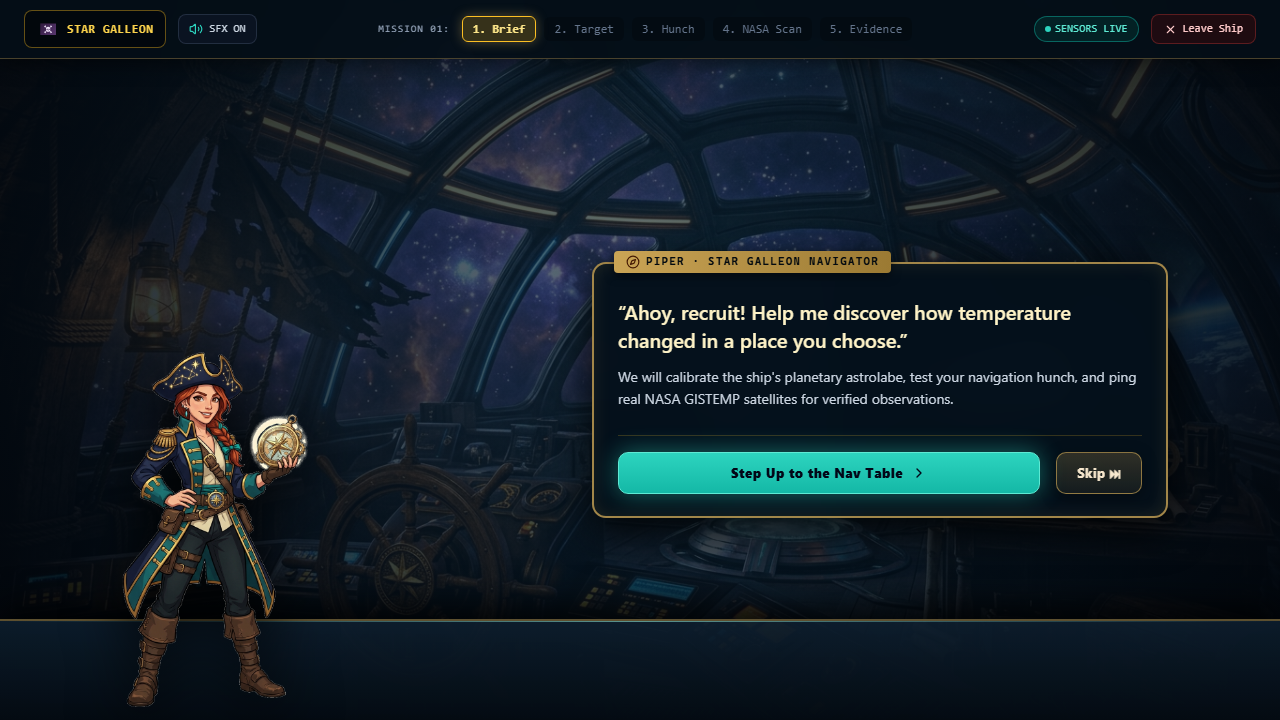 STAR GALLEON
SFX ON
MISSION 01:
1. Brief
2. Target
3. Hunch
4. NASA Scan
5. Evidence
SENSORS LIVE
Leave Ship
PIPER · STAR GALLEON NAVIGATOR
“Ahoy, recruit! Help me discover how temperature
changed in a place you choose.”
We will calibrate the ship's planetary astrolabe, test your navigation hunch, and ping
real NASA GISTEMP satellites for verified observations.
Step Up to the Nav Table
Skip